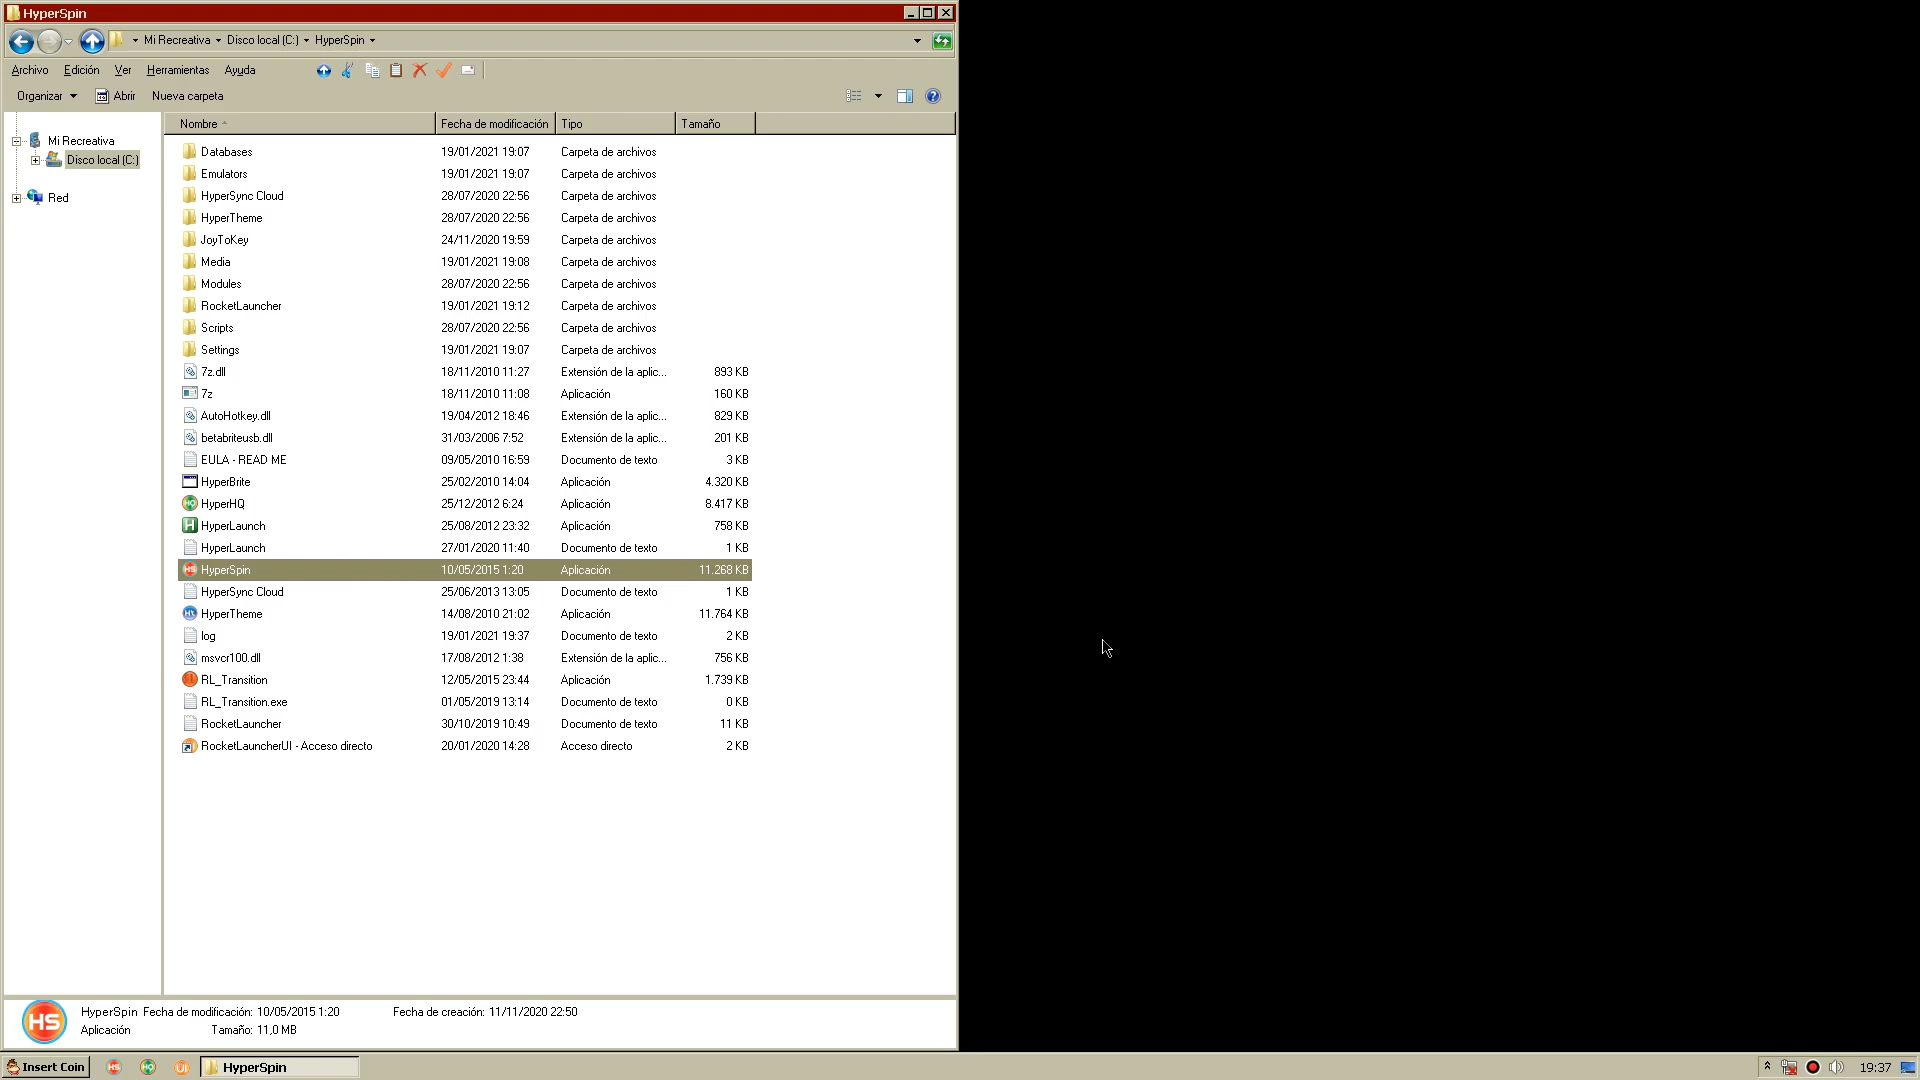 HyperSpin
Mi Recreativa Disco local (C:) HyperSpin
Archivo Edición Ver Herramientas Ayuda
Organizar Abrir Nueva carpeta
Nombre Fecha de modificación Tipo Tamaño
Mi Recreativa
Disco local (C:)
Red
Databases 19/01/2021 19:07 Carpeta de archivos
Emulators 19/01/2021 19:07 Carpeta de archivos
HyperSync Cloud 28/07/2020 22:56 Carpeta de archivos
HyperTheme 28/07/2020 22:56 Carpeta de archivos
JoyToKey 24/11/2020 19:59 Carpeta de archivos
Media 19/01/2021 19:08 Carpeta de archivos
Modules 28/07/2020 22:56 Carpeta de archivos
RocketLauncher 19/01/2021 19:12 Carpeta de archivos
Scripts 28/07/2020 22:56 Carpeta de archivos
Settings 19/01/2021 19:07 Carpeta de archivos
7z.dll 18/11/2010 11:27 Extensión de la aplic... 893 KB
7z 18/11/2010 11:08 Aplicación 160 KB
AutoHotkey.dll 19/04/2012 18:46 Extensión de la aplic... 829 KB
betabriteusb.dll 31/03/2006 7:52 Extensión de la aplic... 201 KB
EULA - READ ME 09/05/2010 16:59 Documento de texto 3 KB
HyperBrite 25/02/2010 14:04 Aplicación 4.320 KB
HyperHQ 25/12/2012 6:24 Aplicación 8.417 KB
HyperLaunch 25/08/2012 23:32 Aplicación 758 KB
HyperLaunch 27/01/2020 11:40 Documento de texto 1 KB
HyperSpin 10/05/2015 1:20 Aplicación 11.268 KB
HyperSync Cloud 25/06/2013 13:05 Documento de texto 1 KB
HyperTheme 14/08/2010 21:02 Aplicación 11.764 KB
log 19/01/2021 19:37 Documento de texto 2 KB
msvcr100.dll 17/08/2012 1:38 Extensión de la aplic... 756 KB
RL_Transition 12/05/2015 23:44 Aplicación 1.739 KB
RL_Transition.exe 01/05/2019 13:14 Documento de texto 0 KB
RocketLauncher 30/10/2019 10:49 Documento de texto 11 KB
RocketLauncherUI - Acceso directo 20/01/2020 14:28 Acceso directo 2 KB
HS
HyperSpin Fecha de modificación: 10/05/2015 1:20 Fecha de creación: 11/11/2020 22:50
Aplicación Tamaño: 11,0 MB
Insert Coin HS HQ UI HyperSpin 19:37